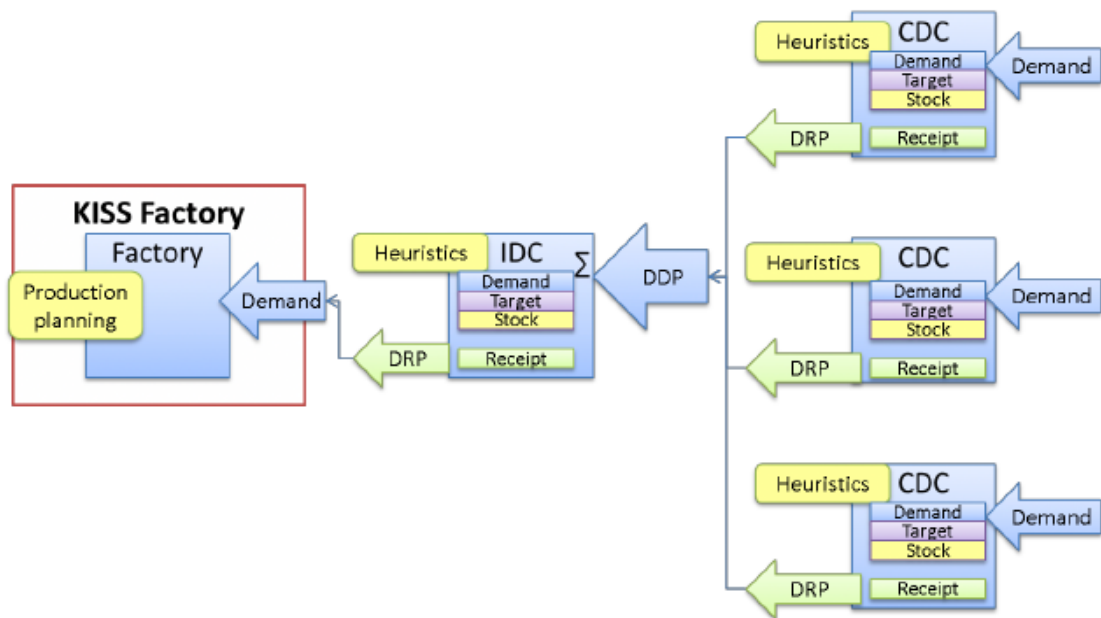 Heuristics
CDC
Demand
Target
Stock
Demand
DRP
Receipt
KISS Factory
Factory
Production
planning
Demand
Heuristics
IDC
Σ
Demand
Target
Stock
DRP
Receipt
DDP
Heuristics
CDC
Demand
Target
Stock
Demand
DRP
Receipt
Heuristics
CDC
Demand
Target
Stock
Demand
DRP
Receipt